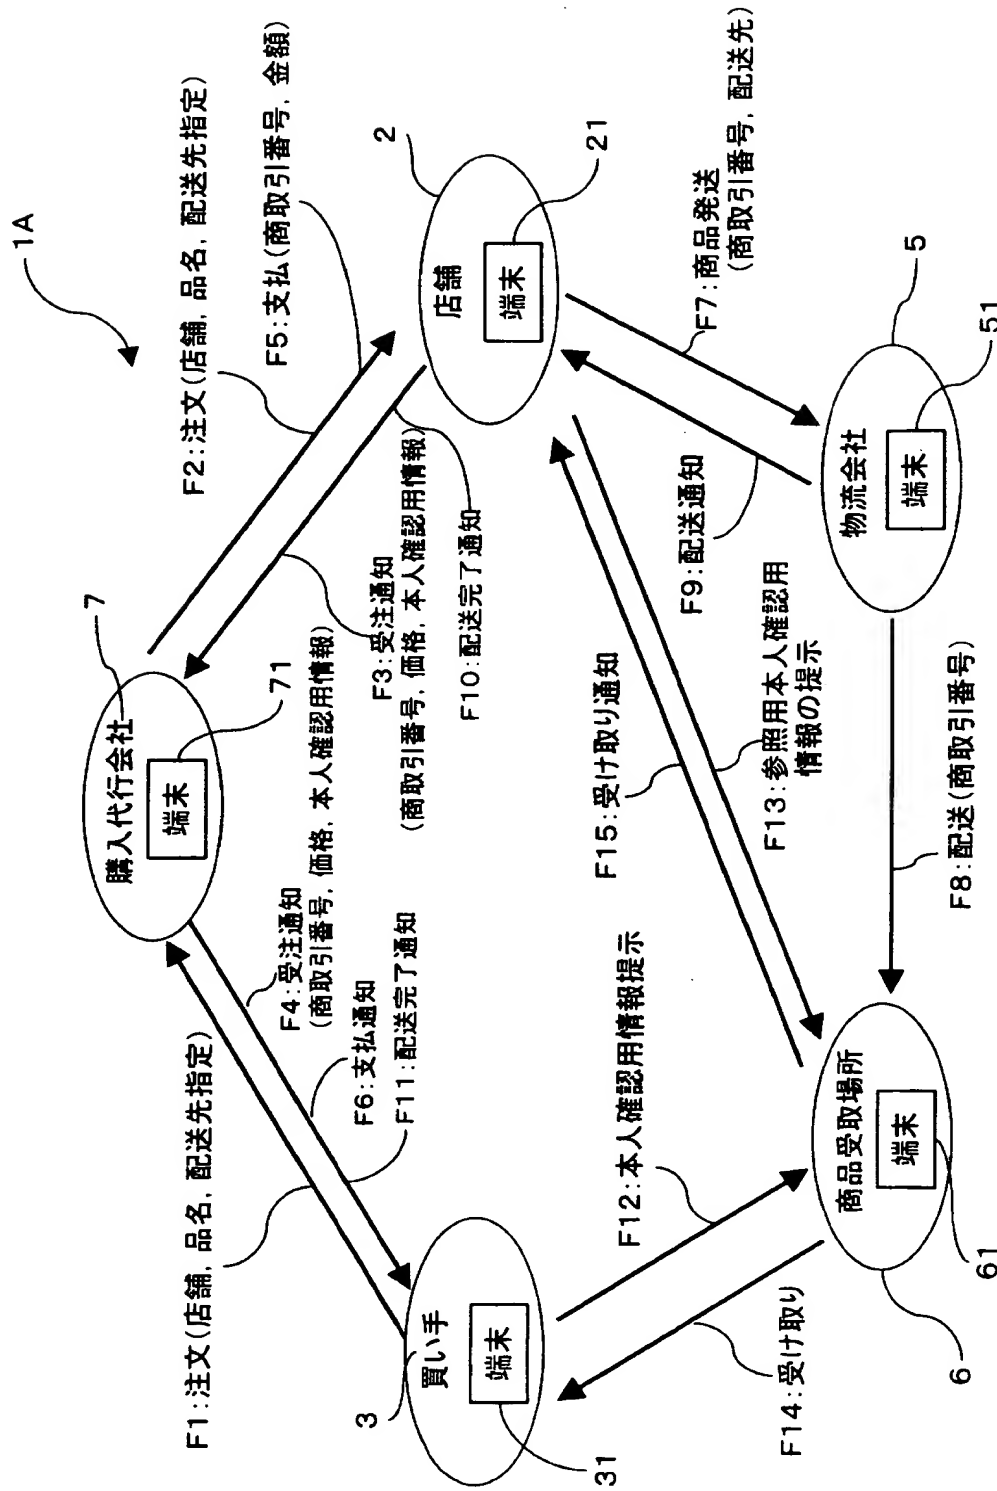 1A
F2:注文(店舗, 品名, 配送先指定)
F5:支払(商取引番号, 金額)
購入代行会社
7
端末
71
F1:注文(店舗, 品名, 配送先指定)
F4:受注通知
(商取引番号, 価格, 本人確認用情報)
F6:支払通知
F11:配送完了通知
F3:受注通知
(商取引番号, 価格, 本人確認用情報)
F10:配送完了通知
2
店舗
端末
21
買い手
3
端末
31
F15:受け取り通知
F13:参照用本人確認用
情報の提示
F9:配送通知
F7:商品発送
(商取引番号, 配送先)
F12:本人確認用情報提示
F14:受け取り
商品受取場所
端末
61
6
F8:配送(商取引番号)
物流会社
端末
5
51